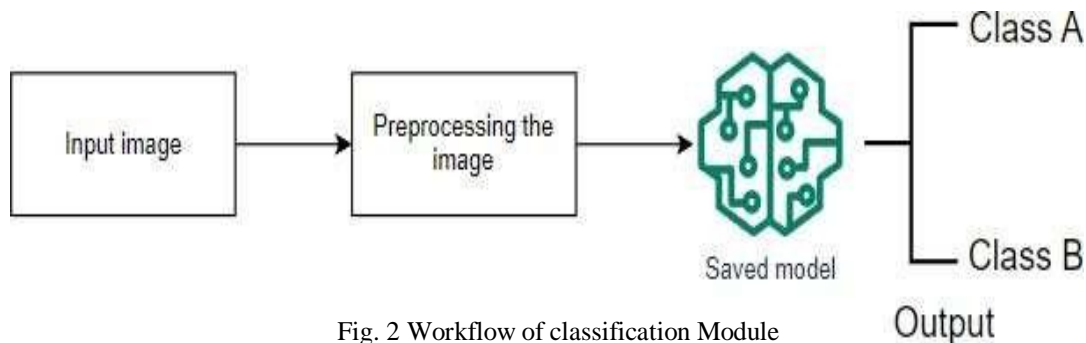 Input image
Preprocessing the
image
Saved model
Class A
Class B
Output
Fig. 2 Workflow of classification Module